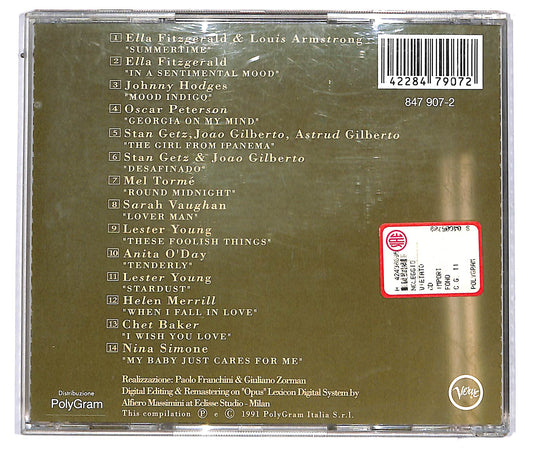 1 Ella Fitzgerald & Louis Armstrong
"SUMMERTIME"
2 Ella Fitzgerald
"IN A SENTIMENTAL MOOD"
3 Johnny Hodges
"MOOD INDIGO"
4 Oscar Peterson
"GEORGIA ON MY MIND"
5 Stan Getz, Joao Gilberto, Astrud Gilberto
"THE GIRL FROM IPANEMA"
6 Stan Getz & Joao Gilberto
"DESAFINADO"
7 Mel Tormé
"ROUND MIDNIGHT"
8 Sarah Vaughan
"LOVER MAN"
9 Lester Young
"THESE FOOLISH THINGS"
10 Anita O'Day
"TENDERLY"
11 Lester Young
"STARDUST"
12 Helen Merrill
"WHEN I FALL IN LOVE"
13 Chet Baker
"I WISH YOU LOVE"
14 Nina Simone
"MY BABY JUST CARES FOR ME"
Realizzazione: Paolo Franchini & Giuliano Zorman
Digital Editing & Remastering on "Opus" Lexicon Digital System by
Alfiero Massimini at Eclisse Studio - Milan
This compilation Ⓟ e © 1991 PolyGram Italia S.r.l.
Distribuzione
PolyGram
42284 79072
847 907-2
NOLEGGIO
VIETATO
CD IMPORT
FONO
C.G. 11
POLYGRAM
Verve